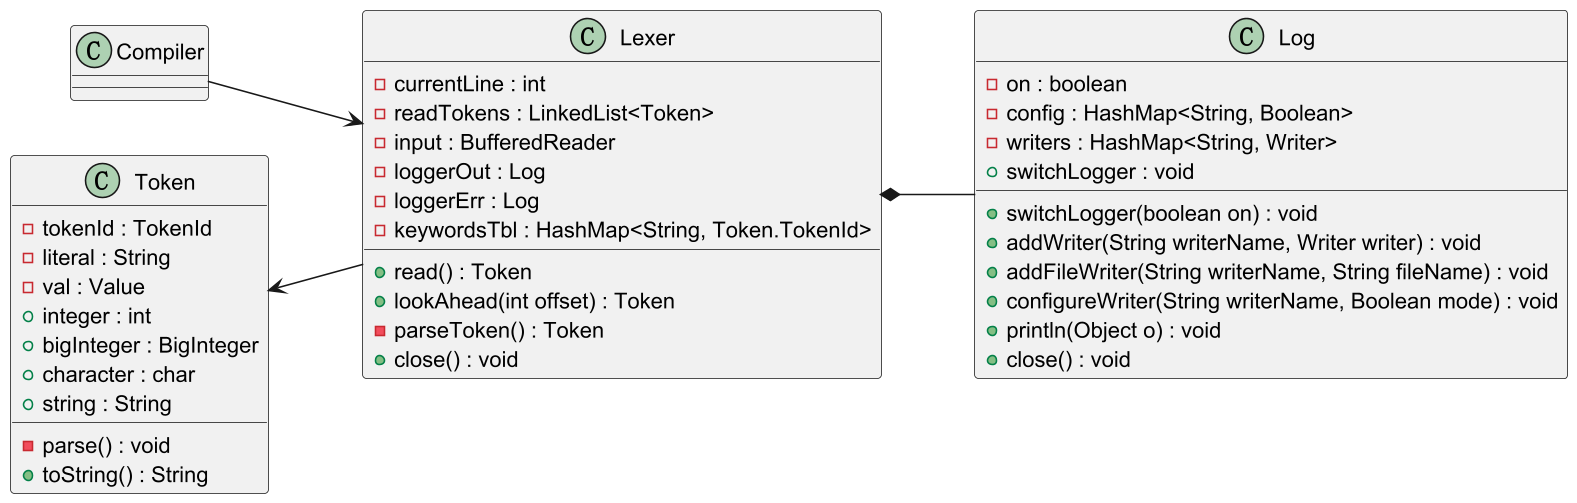 C Compiler
C Token
tokenId : TokenId
literal : String
val : Value
integer : int
bigInteger : BigInteger
character : char
string : String
parse() : void
toString() : String
C Lexer
currentLine : int
readTokens : LinkedList<Token>
input : BufferedReader
loggerOut : Log
loggerErr : Log
keywordsTbl : HashMap<String, Token.TokenId>
read() : Token
lookAhead(int offset) : Token
parseToken() : Token
close() : void
C Log
on : boolean
config : HashMap<String, Boolean>
writers : HashMap<String, Writer>
switchLogger : void
switchLogger(boolean on) : void
addWriter(String writerName, Writer writer) : void
addFileWriter(String writerName, String fileName) : void
configureWriter(String writerName, Boolean mode) : void
println(Object o) : void
close() : void